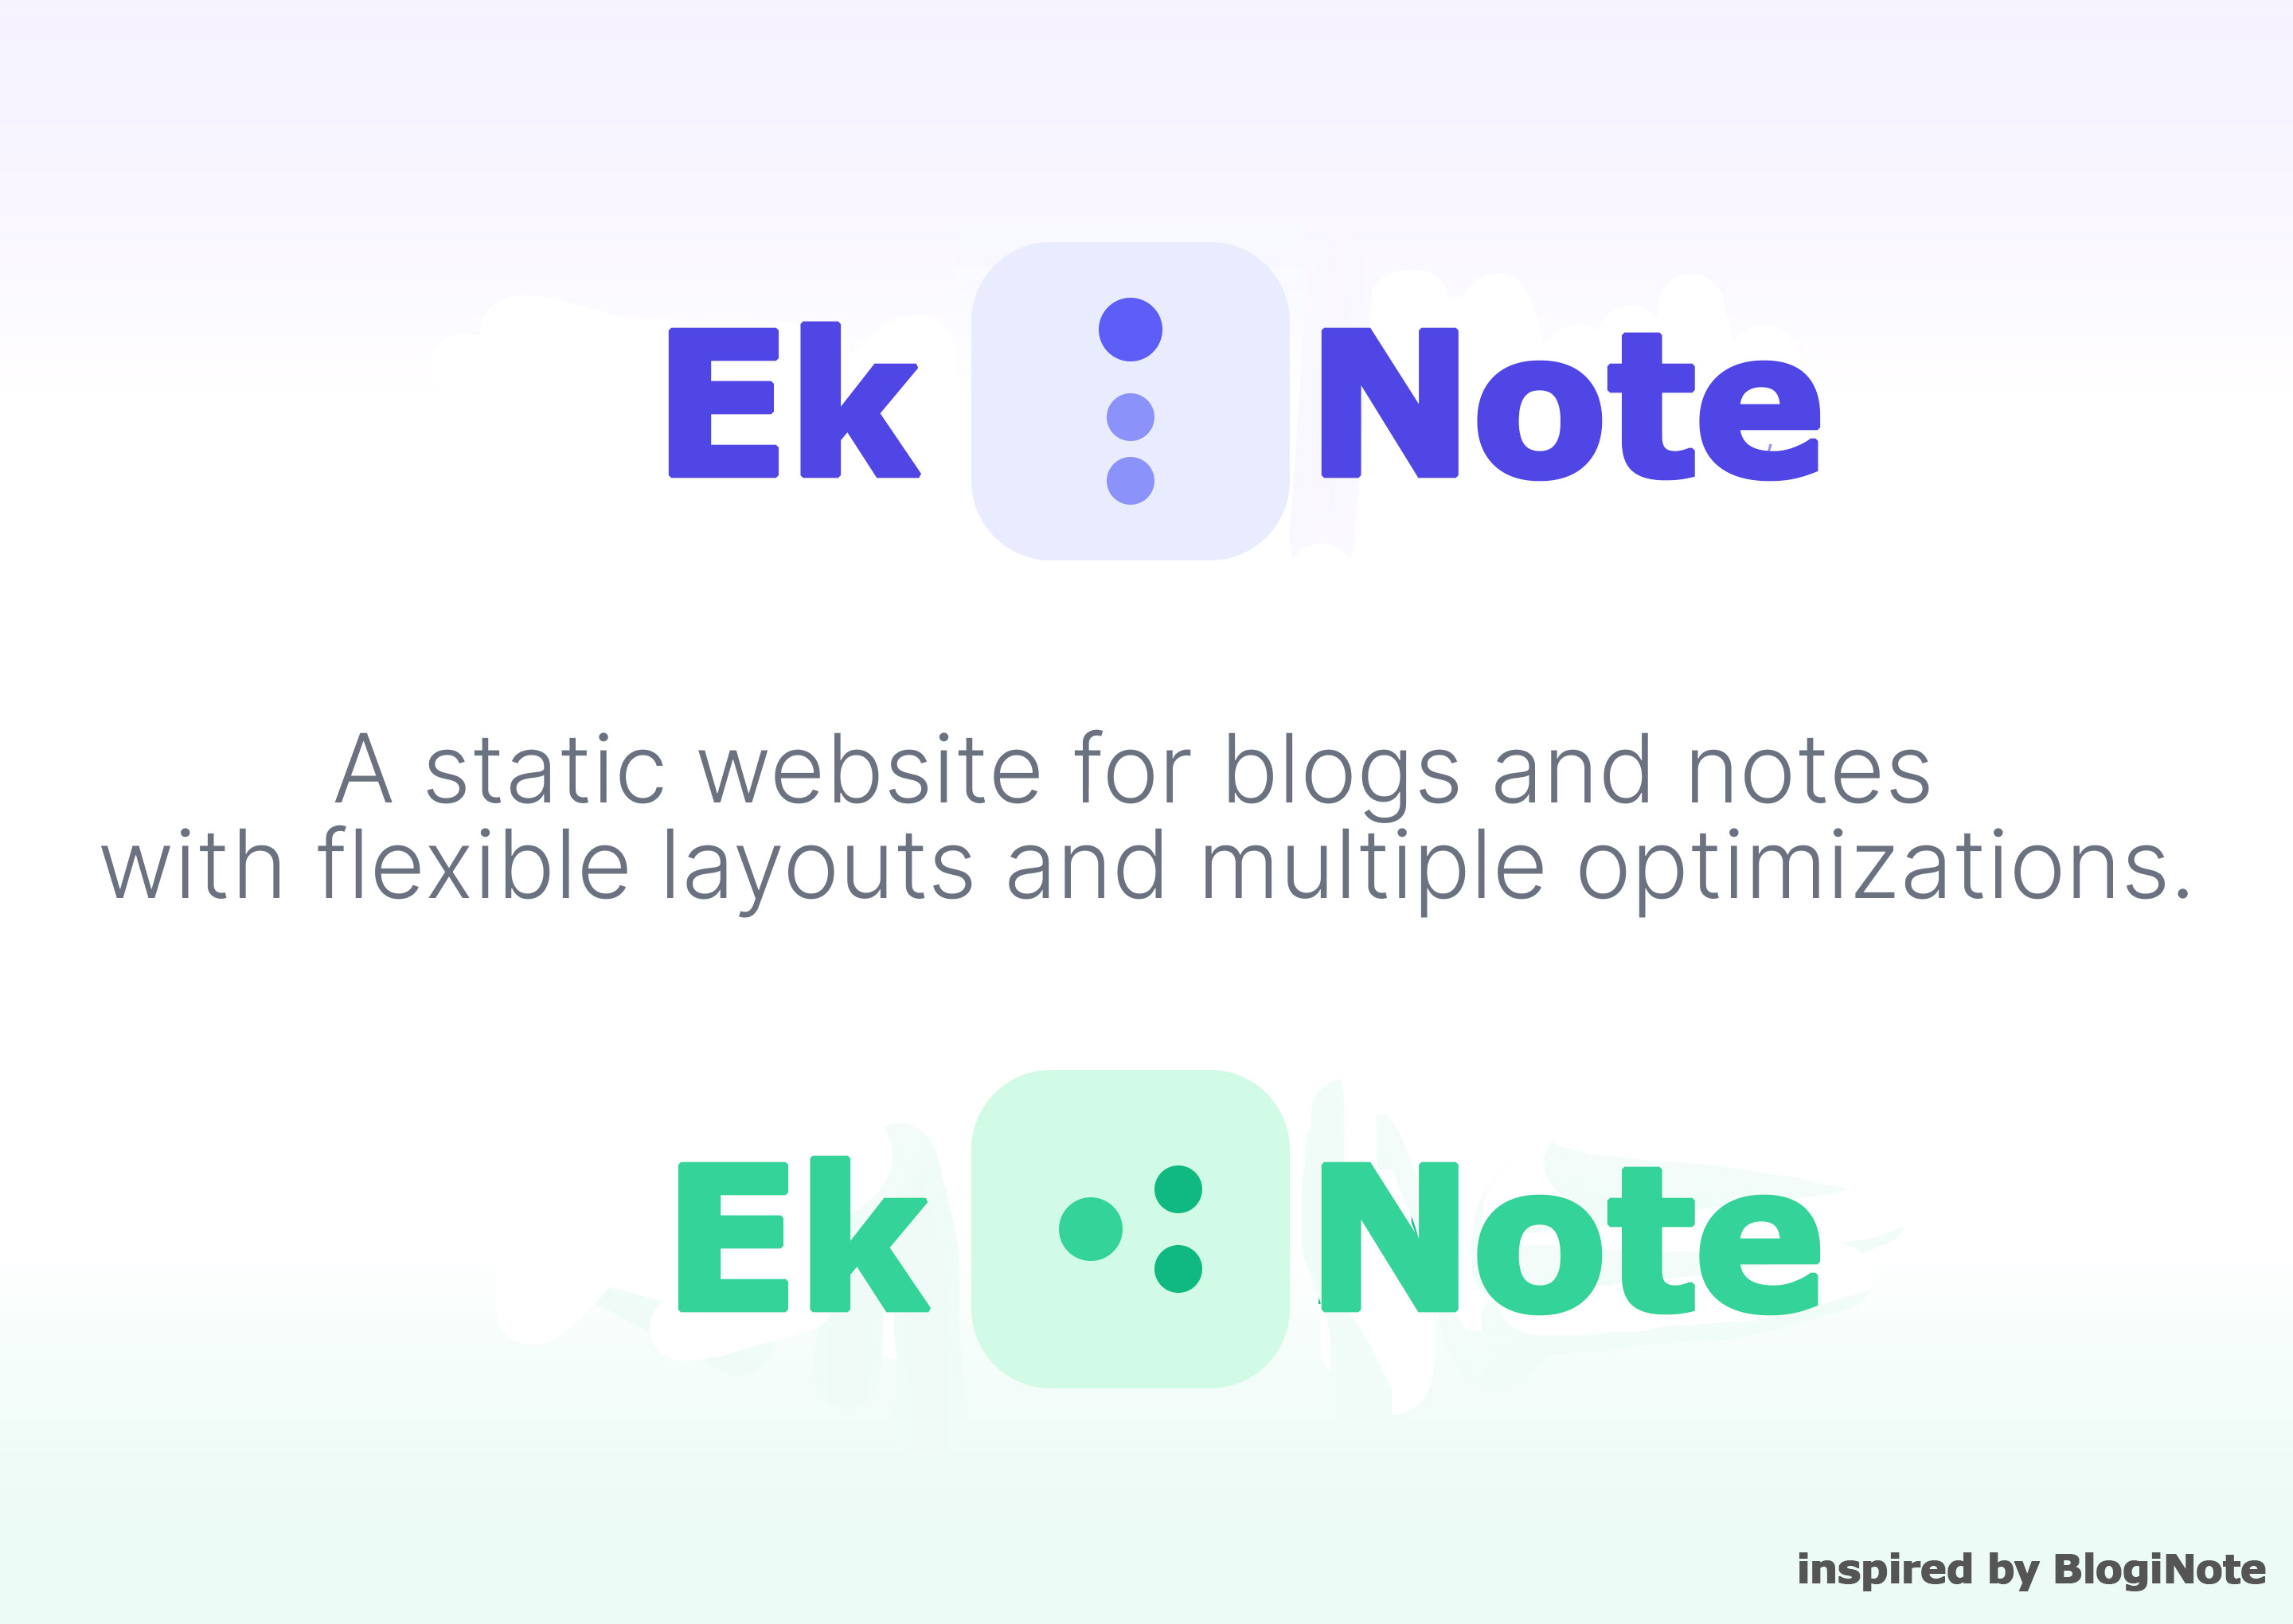 Ek Note
A static website for blogs and notes
with flexible layouts and multiple optimizations.
Ek Note
inspired by BlogiNote